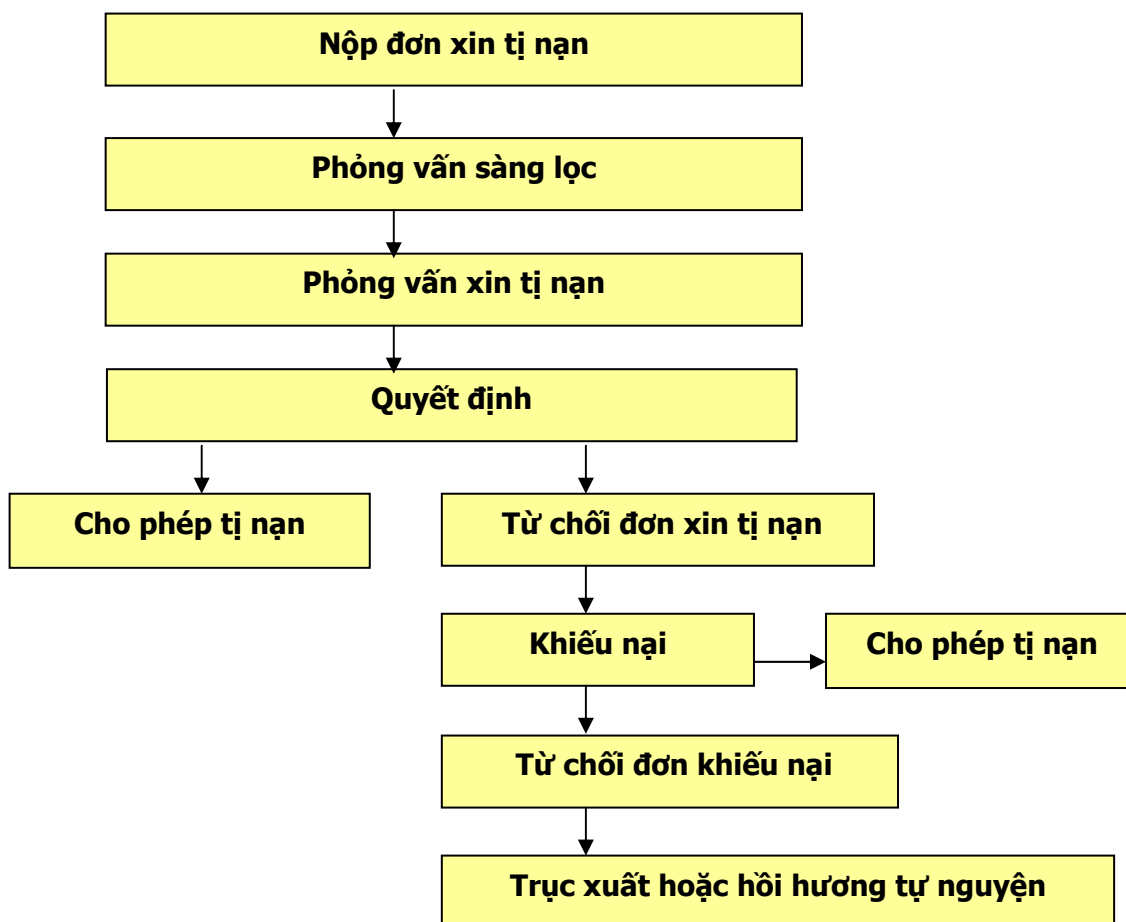 Nộp đơn xin tị nạn
Phỏng vấn sàng lọc
Phỏng vấn xin tị nạn
Quyết định
Cho phép tị nạn
Từ chối đơn xin tị nạn
Khiếu nại
Cho phép tị nạn
Từ chối đơn khiếu nại
Trục xuất hoặc hồi hương tự nguyện